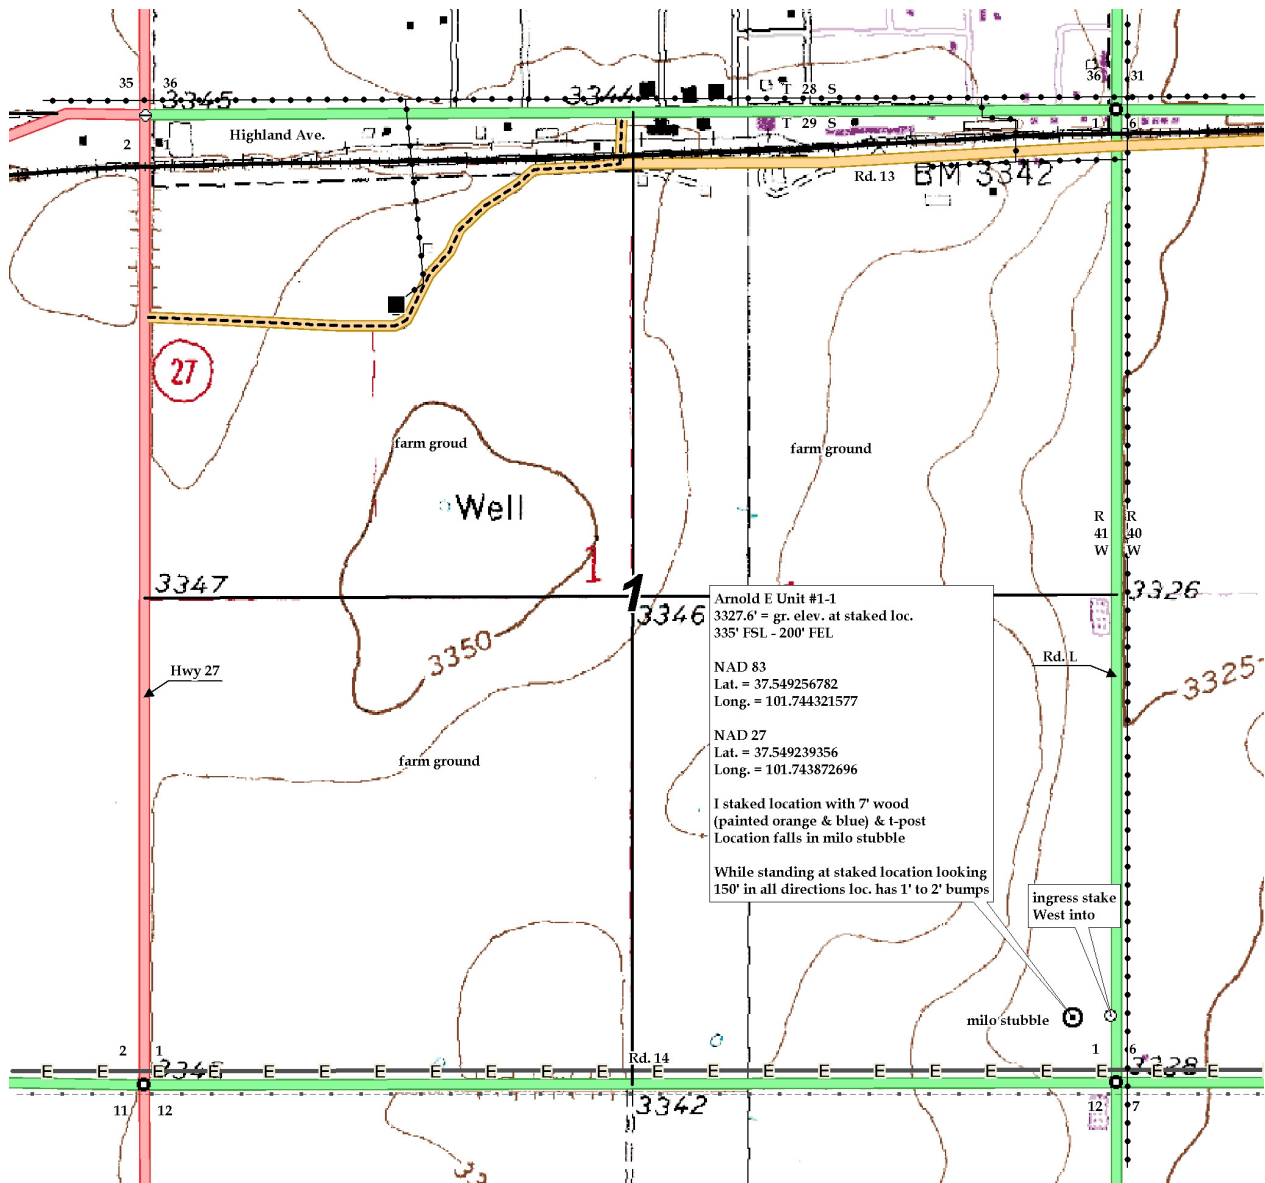 35 36
36 31
3345
3344
T 28 S
T 29 S
Highland Ave.
2 1
1 6
Rd. 13
BM 3342
27
farm groud
farm ground
Well
R R
41 40
W W
1
1
3347
3346
3326
Arnold E Unit #1-1
3327.6' = gr. elev. at staked loc.
335' FSL - 200' FEL
NAD 83
Lat. = 37.549256782
Long. = 101.744321577
NAD 27
Lat. = 37.549239356
Long. = 101.743872696
I staked location with 7' wood
(painted orange & blue) & t-post
Location falls in milo stubble
While standing at staked location looking
150' in all directions loc. has 1' to 2' bumps
3350
Hwy 27
Rd. L
3325
farm ground
ingress stake
West into
milo stubble
2 1
1 6
Rd. 14
E E E E E E E E E E E E E E E E E E E E E E
11 12
12 7
3342